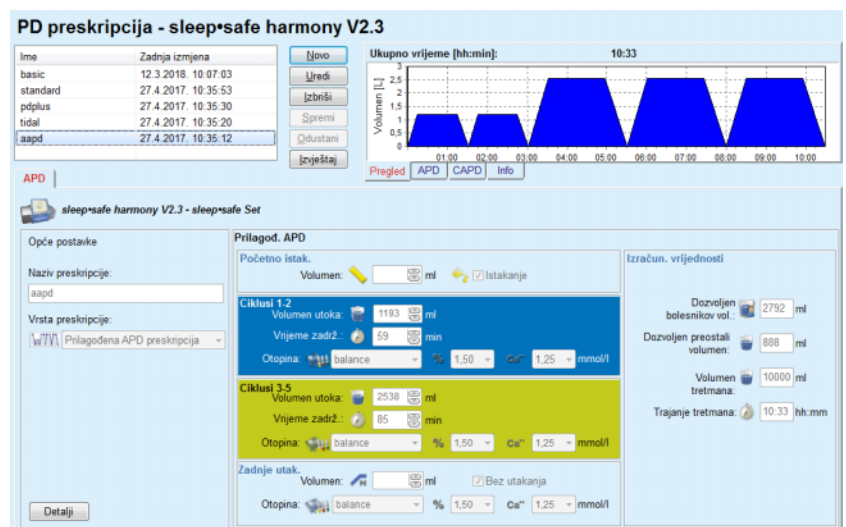 PD preskripcija - sleep•safe harmony V2.3
Ime Zadnja izmjena
basic 12.3.2018. 10:07:03
standard 27.4.2017. 10:35:53
pdplus 27.4.2017. 10:35:30
tidal 27.4.2017. 10:35:20
aapd 27.4.2017. 10:35:12
Novo
Uredi
Izbriši
Spremi
Odustani
Izvještaj
Ukupno vrijeme [hh:min]: 10:33
Volumen [L]
3
2,5
2
1,5
1
0,5
0
01:00 02:00 03:00 04:00 05:00 06:00 07:00 08:00 09:00 10:00
Pregled APD CAPD Info
APD
sleep•safe harmony V2.3 - sleep•safe Set
Opće postavke
Naziv preskripcije:
aapd
Vrsta preskripcije:
Prilagođena APD preskripcija
Detalji
Prilagođ. APD
Početno istak.
Volumen: ml Istakanje
Ciklusi 1-2
Volumen utoka: 1193 ml
Vrijeme zadrž.: 59 min
Otopina: balance % 1,50 Ca++ 1,25 mmol/l
Ciklusi 3-5
Volumen utoka: 2538 ml
Vrijeme zadrž.: 85 min
Otopina: balance % 1,50 Ca++ 1,25 mmol/l
Zadnje utak.
Volumen: ml Bez utakanja
Otopina: balance % 1,50 Ca++ 1,25 mmol/l
Izračun. vrijednosti
Dozvoljen
bolesnikov vol.: 2792 ml
Dozvoljen preostali
volumen: 888 ml
Volumen
tretmana: 10000 ml
Trajanje tretmana: 10:33 hh:mm